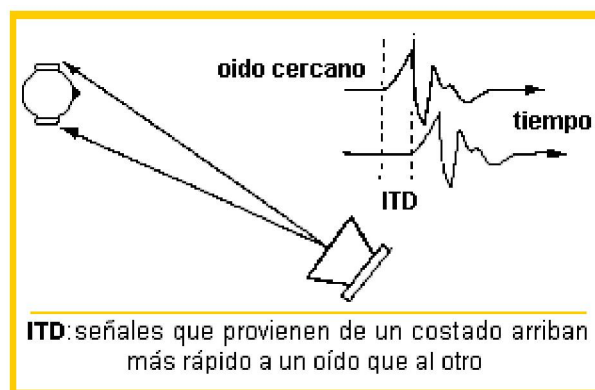 oido cercano
tiempo
ITD
ITD:señales que provienen de un costado arriban
más rápido a un oído que al otro